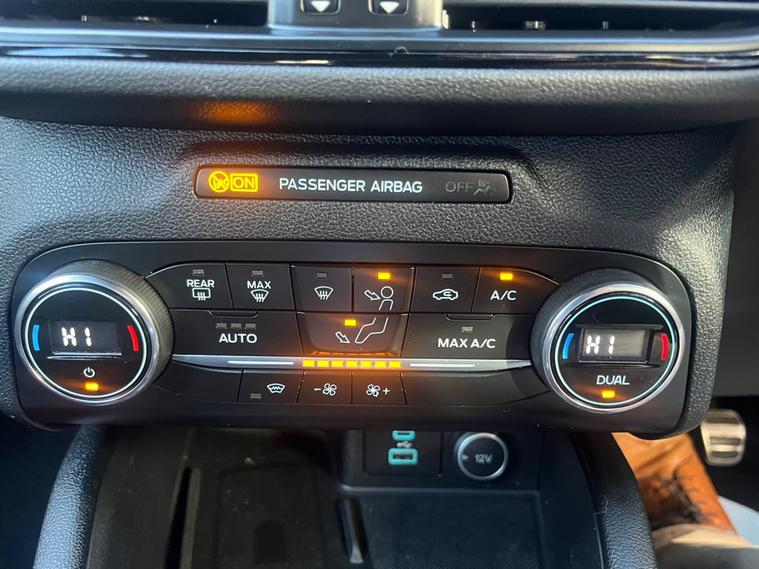 ON PASSENGER AIRBAG OFF
REAR MAX A/C
AUTO MAX A/C
HI HI
DUAL
- +
12V